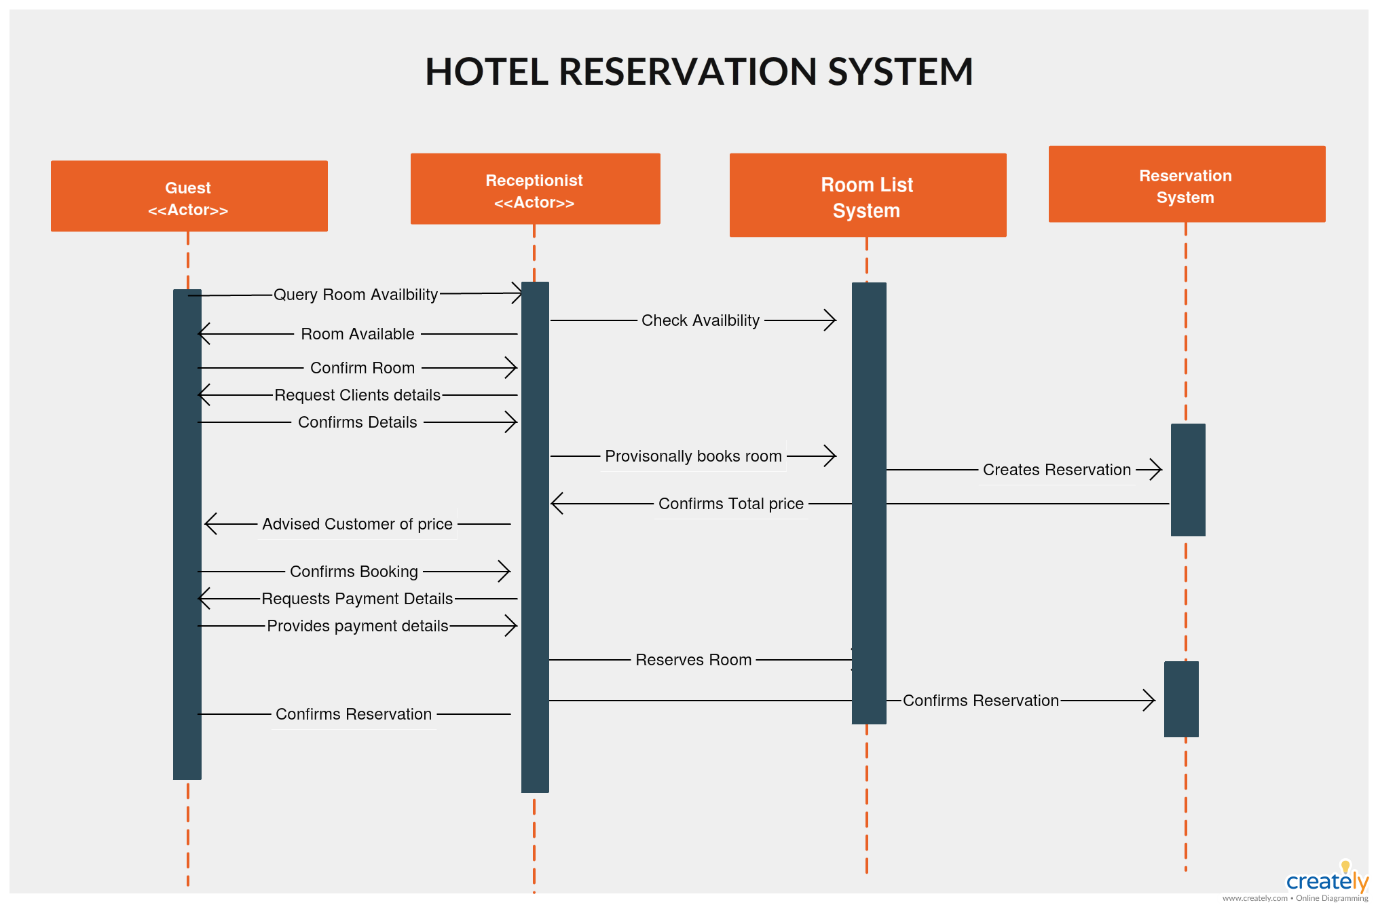 HOTEL RESERVATION SYSTEM
Guest
<<Actor>>
Receptionist
<<Actor>>
Room List
System
Reservation
System
Query Room Availbility
Check Availbility
Room Available
Confirm Room
Request Clients details
Confirms Details
Provisonally books room
Creates Reservation
Confirms Total price
Advised Customer of price
Confirms Booking
Requests Payment Details
Provides payment details
Reserves Room
Confirms Reservation
Confirms Reservation
creately
www.creately.com • Online Diagramming